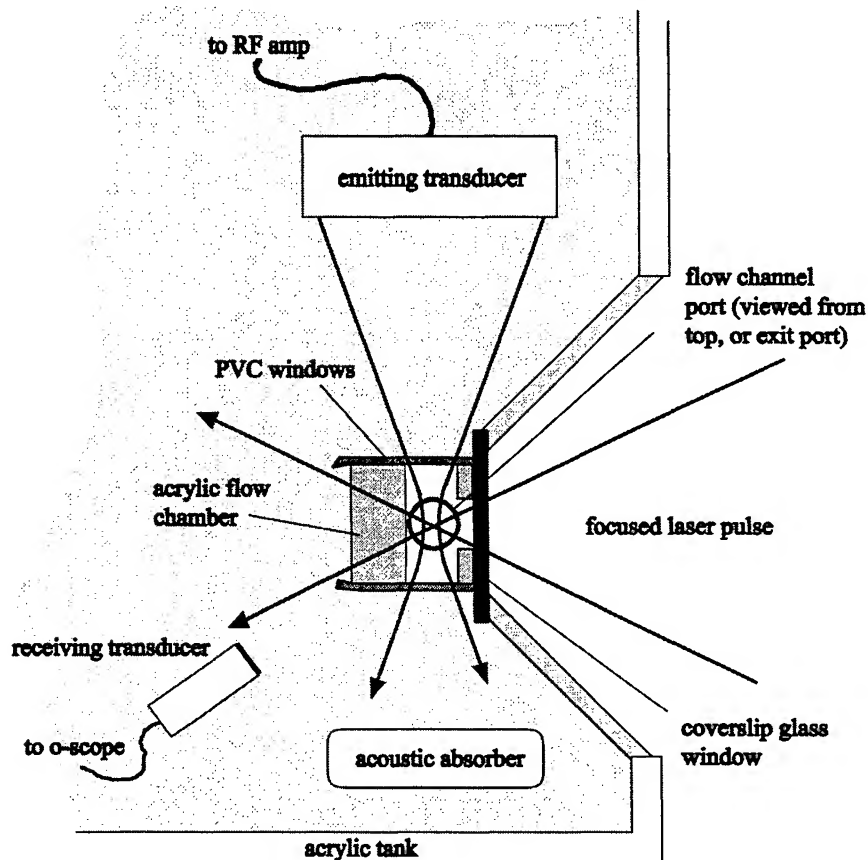 to RF amp
emitting transducer
flow channel
port (viewed from
top, or exit port)
PVC windows
acrylic flow
chamber
focused laser pulse
receiving transducer
to o-scope
acoustic absorber
coverslip glass
window
acrylic tank